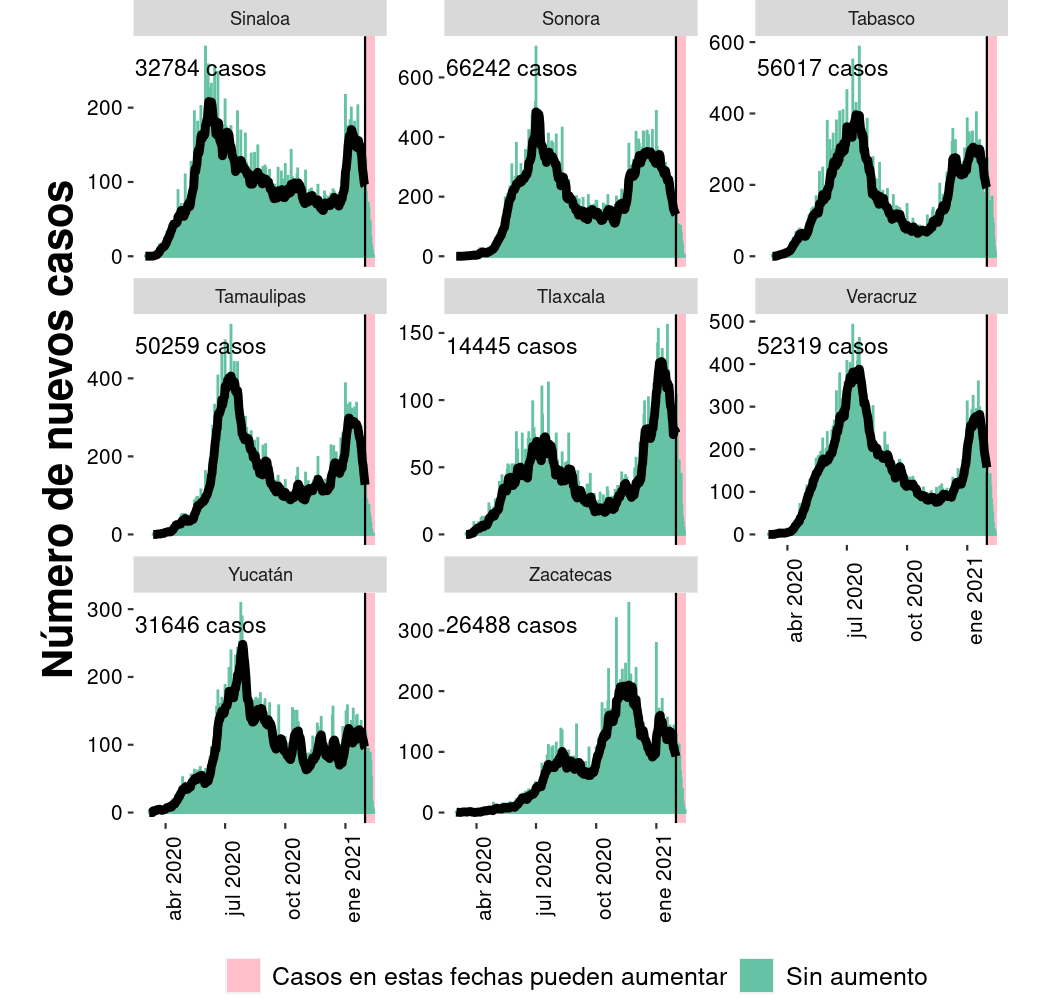 Número de nuevos casos
Sinaloa
Sonora
Tabasco
32784 casos
66242 casos
56017 casos
200
100
0
600
400
200
0
600
400
200
0
Tamaulipas
Tlaxcala
Veracruz
50259 casos
14445 casos
52319 casos
400
200
0
150
100
50
0
500
400
300
200
100
0
abr 2020
jul 2020
oct 2020
ene 2021
Yucatán
Zacatecas
31646 casos
26488 casos
300
200
100
0
300
200
100
0
abr 2020
jul 2020
oct 2020
ene 2021
abr 2020
jul 2020
oct 2020
ene 2021
Casos en estas fechas pueden aumentar
Sin aumento